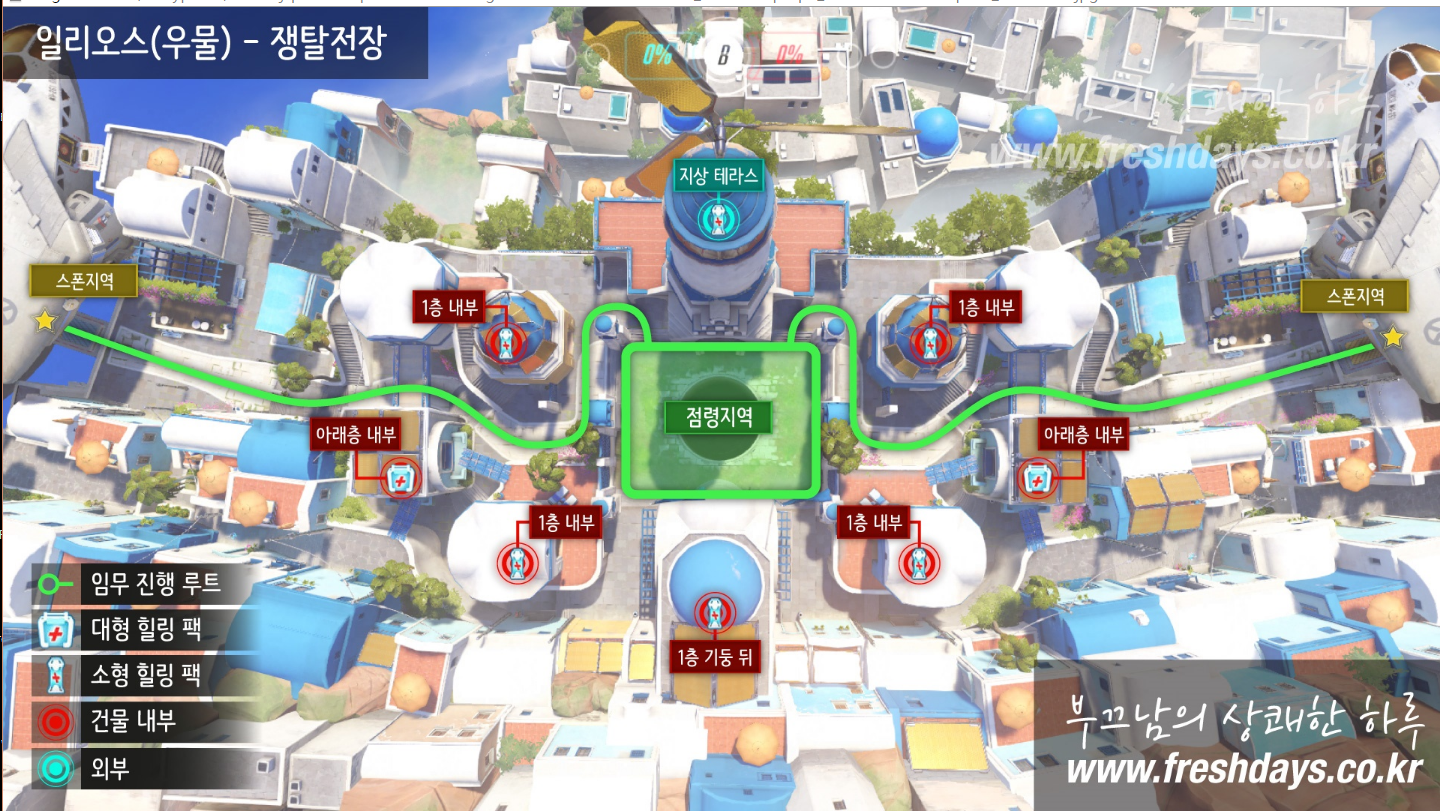 일리오스(우물) - 쟁탈전장
0% B 0%
상쾌한 하루
www.freshdays.co.kr
지상 테라스
스폰지역
스폰지역
1층 내부
1층 내부
점령지역
아래층 내부
아래층 내부
1층 내부
1층 내부
1층 기둥 뒤
임무 진행 루트
대형 힐링 팩
소형 힐링 팩
건물 내부
외부
부끄남의 상쾌한 하루
www.freshdays.co.kr